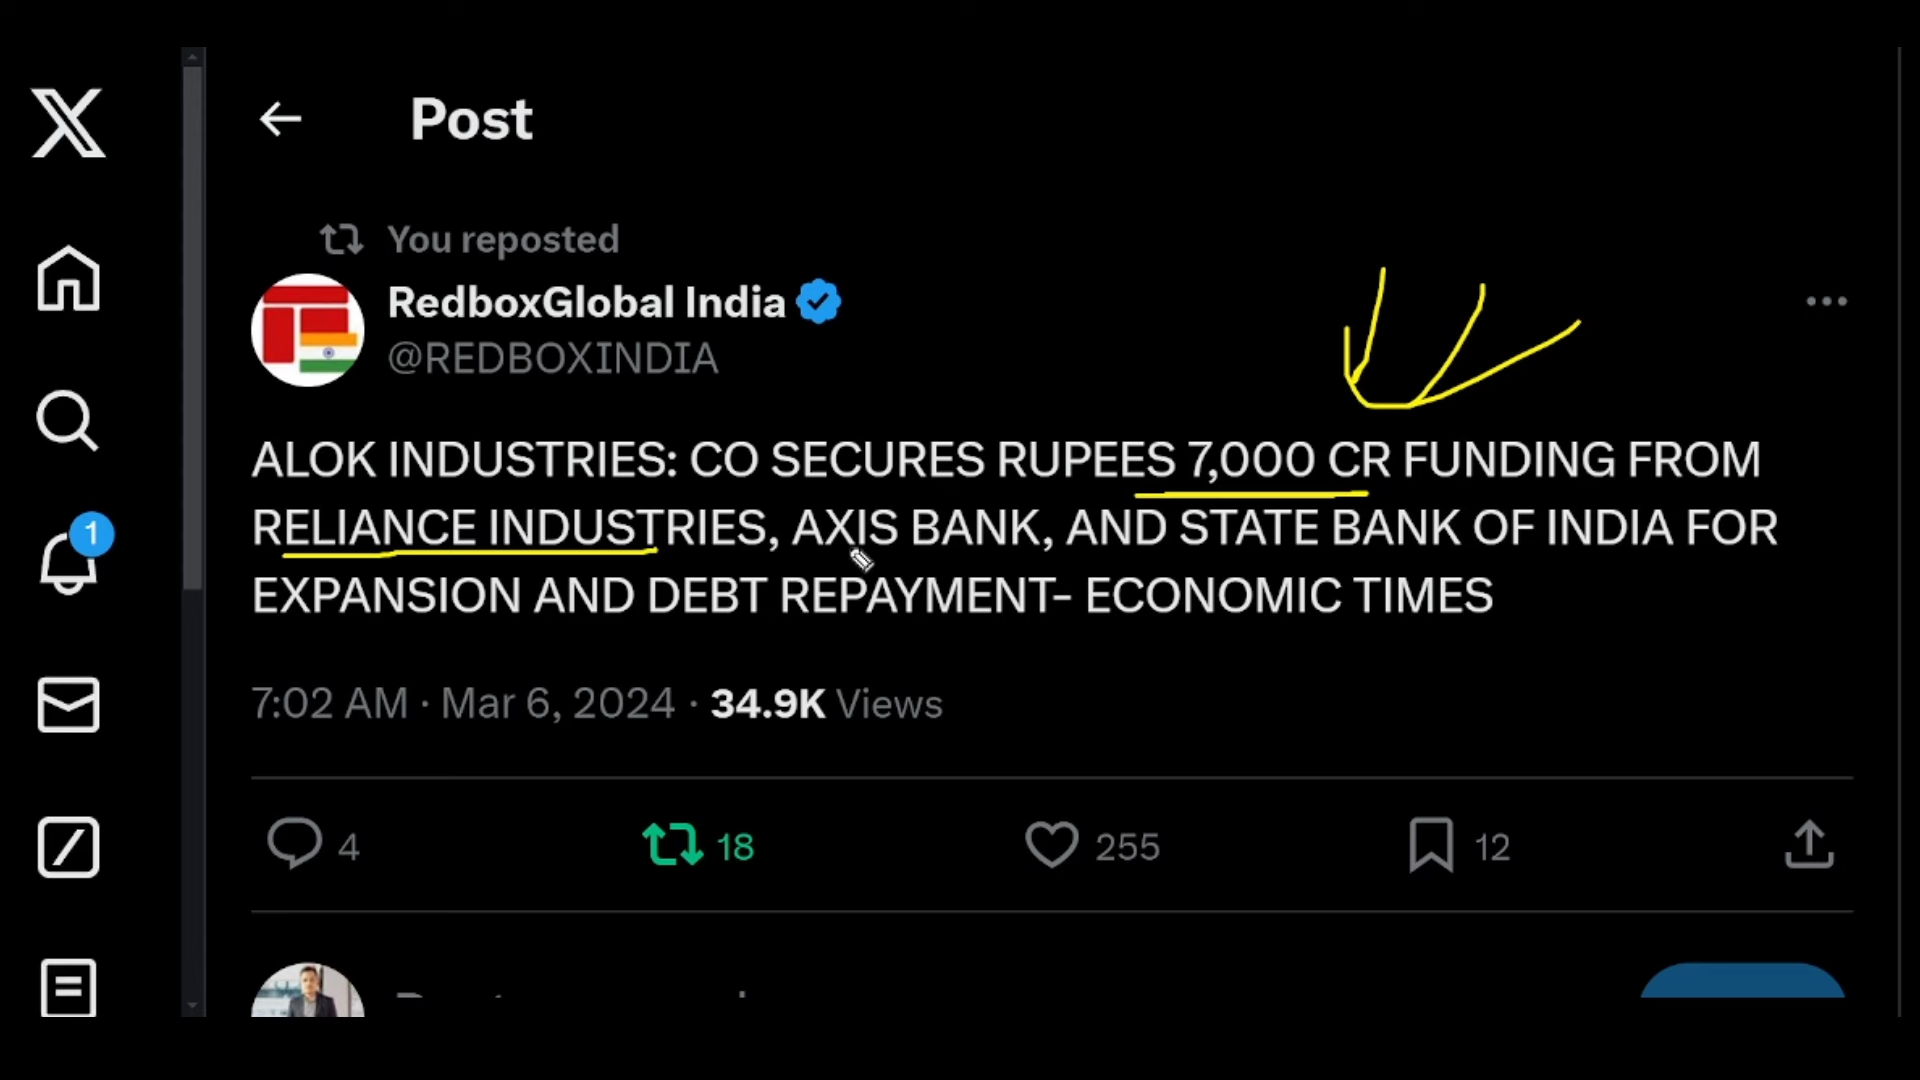 Post
You reposted
RedboxGlobal India
@REDBOXINDIA
ALOK INDUSTRIES: CO SECURES RUPEES 7,000 CR FUNDING FROM
RELIANCE INDUSTRIES, AXIS BANK, AND STATE BANK OF INDIA FOR
EXPANSION AND DEBT REPAYMENT- ECONOMIC TIMES
7:02 AM · Mar 6, 2024 · 34.9K Views
1
4 18 255 12